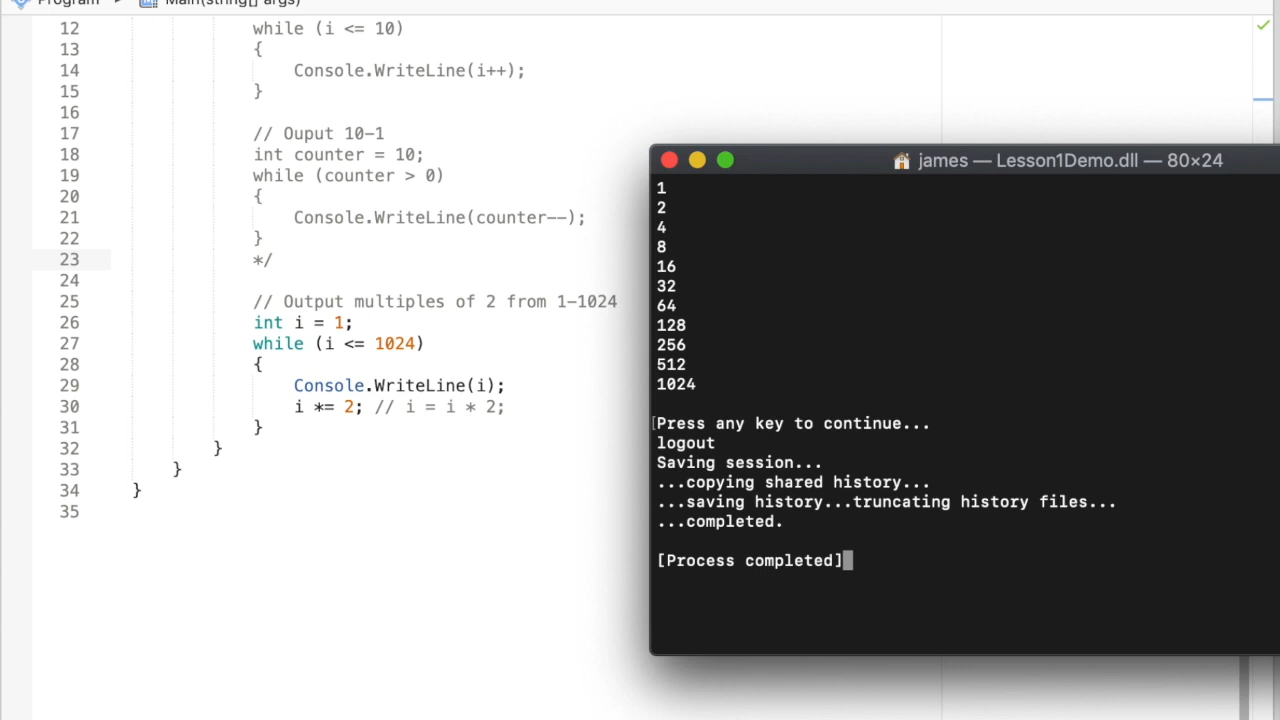 Program
Main(string[] args)
12 while (i <= 10)
13 {
14 Console.WriteLine(i++);
15 }
16
17 // Ouput 10-1
18 int counter = 10;
19 while (counter > 0)
20 {
21 Console.WriteLine(counter--);
22 }
23 */
24
25 // Output multiples of 2 from 1-1024
26 int i = 1;
27 while (i <= 1024)
28 {
29 Console.WriteLine(i);
30 i *= 2; // i = i * 2;
31 }
32 }
33 }
34 }
35
james — Lesson1Demo.dll — 80×24
1
2
4
8
16
32
64
128
256
512
1024
[Press any key to continue...
logout
Saving session...
...copying shared history...
...saving history...truncating history files...
...completed.
[Process completed]